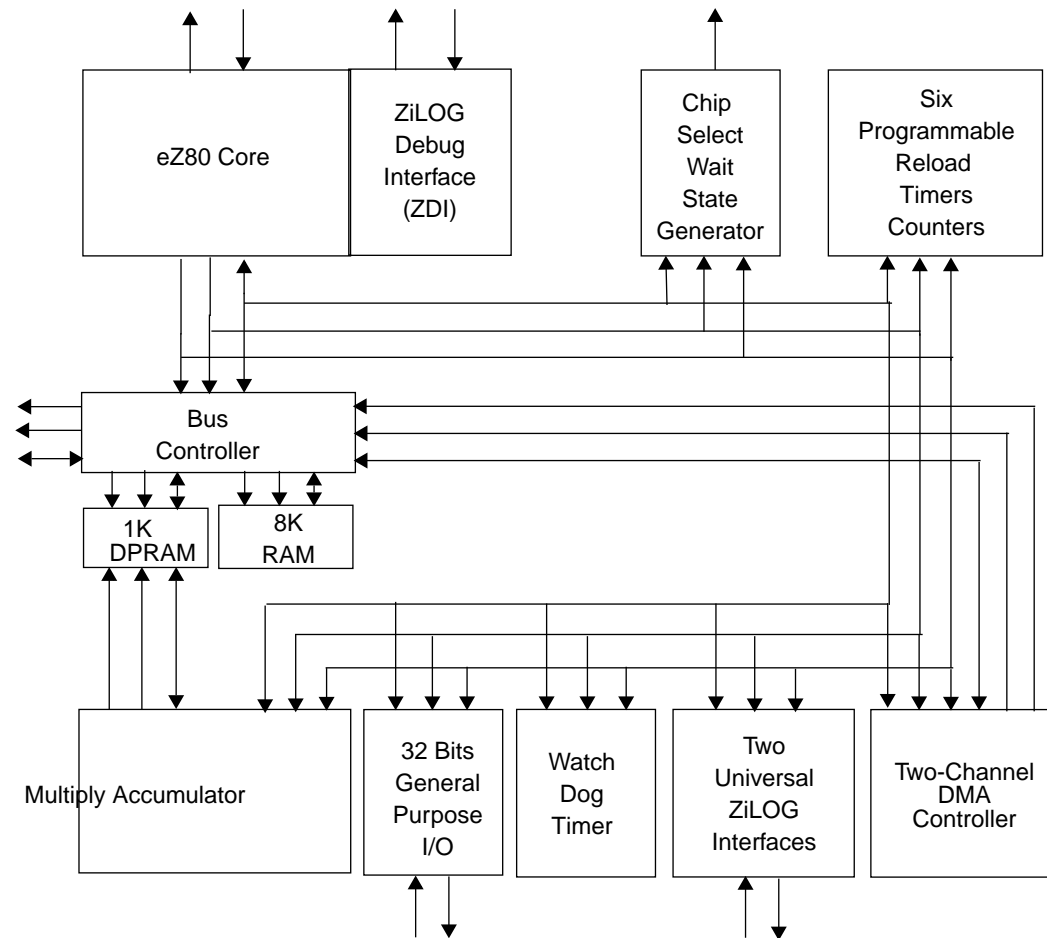 eZ80 Core
ZiLOG
Debug
Interface
(ZDI)
Chip
Select
Wait
State
Generator
Six
Programmable
Reload
Timers
Counters
Bus
Controller
1K
DPRAM
8K
RAM
Multiply Accumulator
32 Bits
General
Purpose
I/O
Watch
Dog
Timer
Two
Universal
ZiLOG
Interfaces
Two-Channel
DMA
Controller